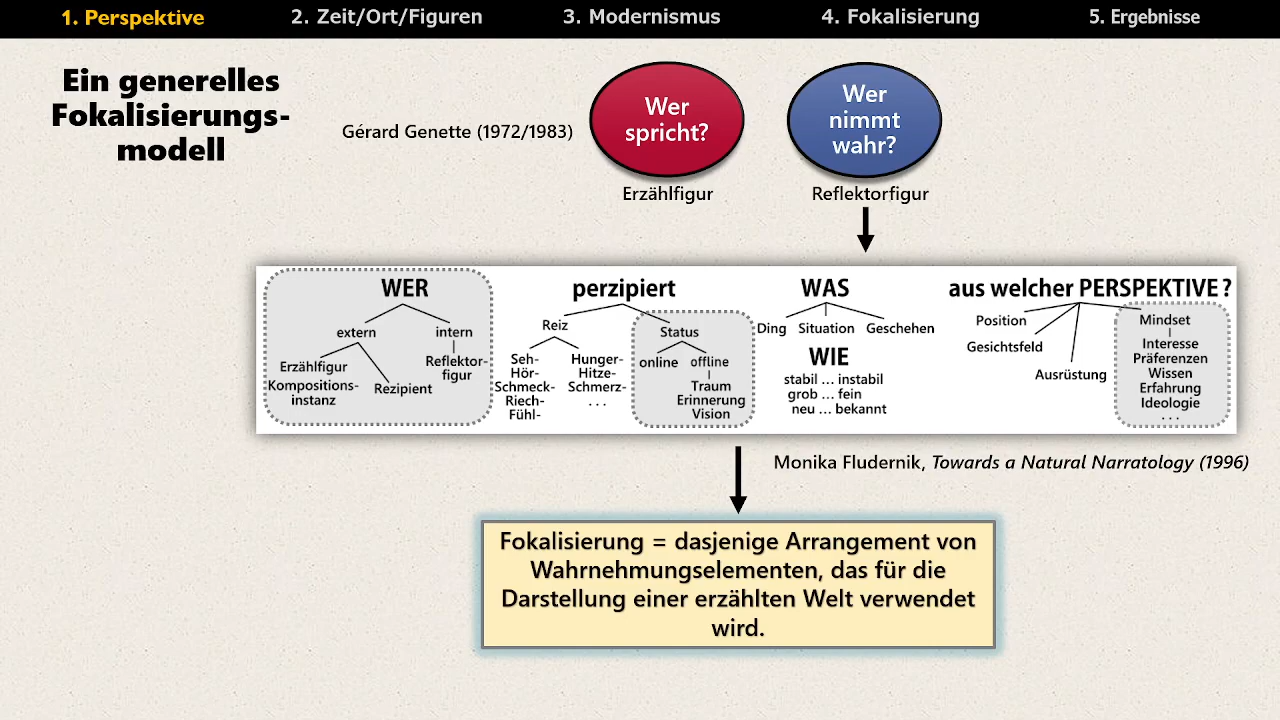 1. Perspektive
2. Zeit/Ort/Figuren
3. Modernismus
4. Fokalisierung
5. Ergebnisse
Ein generelles
Fokalisierungs-
modell
Gérard Genette (1972/1983)
Wer
spricht?
Erzählfigur
Wer
nimmt
wahr?
Reflektorfigur
WER
extern
Erzählfigur
Kompositions-
instanz
Rezipient
intern
Reflektor-
figur
perzipiert
Reiz
Seh-
Hör-
Schmeck-
Riech-
Fühl-
Hunger-
Hitze-
Schmerz-
. . .
Status
online
offline
Traum
Erinnerung
Vision
WAS
Ding
Situation
Geschehen
WIE
stabil ... instabil
grob ... fein
neu ... bekannt
aus welcher PERSPEKTIVE ?
Position
Gesichtsfeld
Ausrüstung
Mindset
Interesse
Präferenzen
Wissen
Erfahrung
Ideologie
. . .
Monika Fludernik, Towards a Natural Narratology (1996)
Fokalisierung = dasjenige Arrangement von
Wahrnehmungselementen, das für die
Darstellung einer erzählten Welt verwendet
wird.